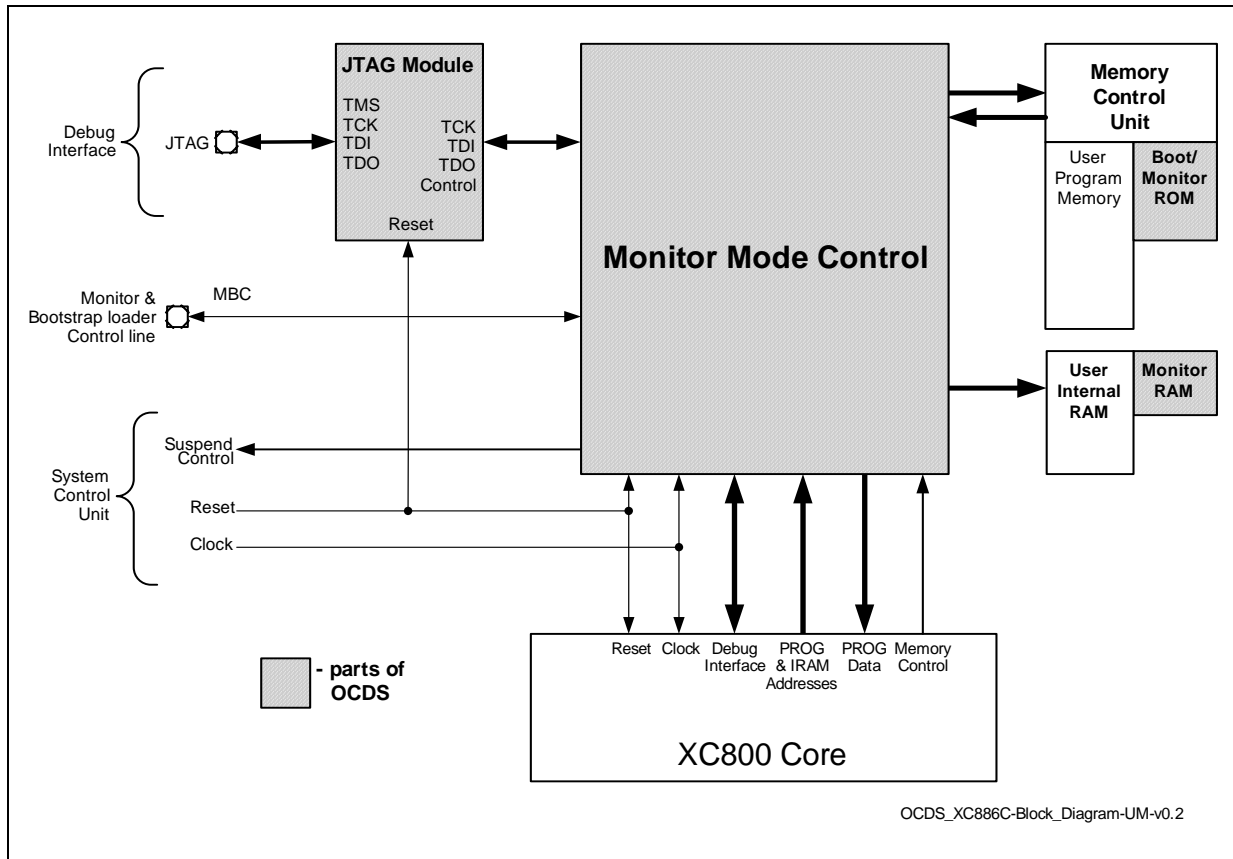 JTAG Module
TMS
TCK
TDI
TDO
TCK
TDI
TDO
Control
Reset
Debug
Interface
JTAG
Monitor Mode Control
Memory
Control
Unit
User
Program
Memory
Boot/
Monitor
ROM
Monitor &
Bootstrap loader
Control line
MBC
User
Internal
RAM
Monitor
RAM
System
Control
Unit
Suspend
Control
Reset
Clock
Reset
Clock
Debug
Interface
PROG
& IRAM
Addresses
PROG
Data
Memory
Control
XC800 Core
- parts of
OCDS
OCDS_XC886C-Block_Diagram-UM-v0.2